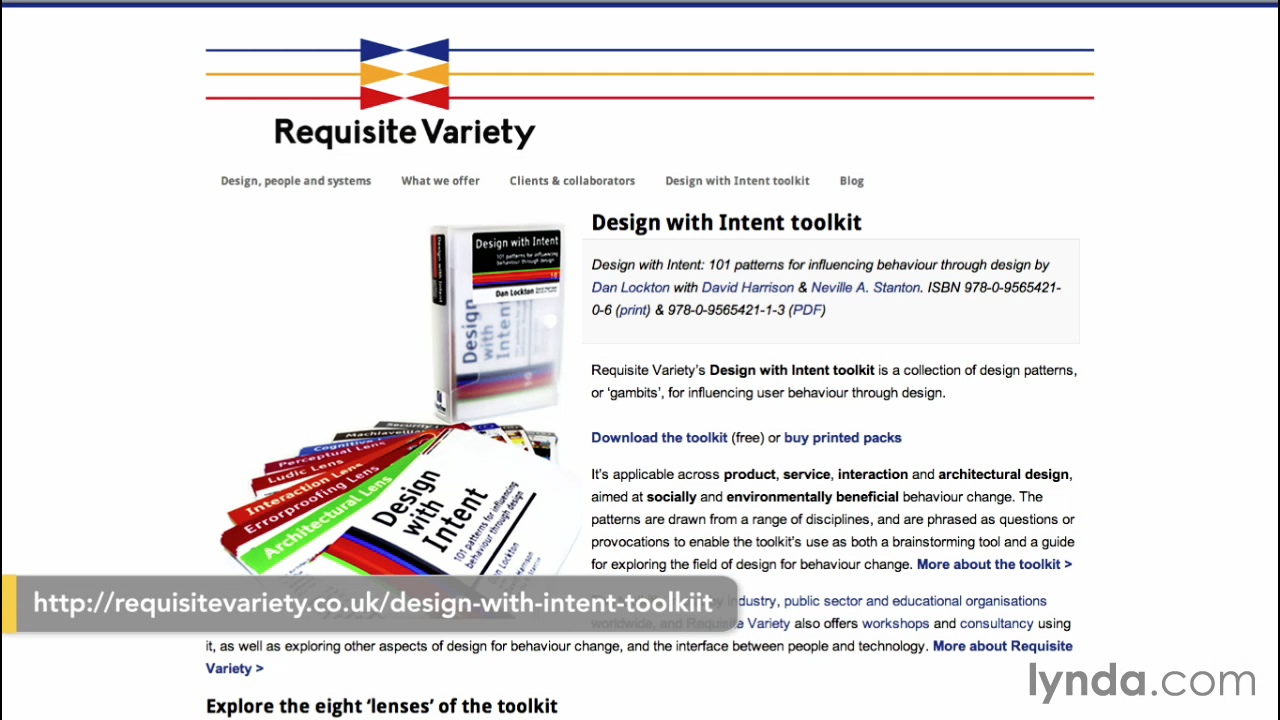 Requisite Variety
Design, people and systems What we offer Clients & collaborators Design with Intent toolkit Blog
Design with Intent toolkit
Design with Intent: 101 patterns for influencing behaviour through design by
Dan Lockton with David Harrison & Neville A. Stanton. ISBN 978-0-9565421-
0-6 (print) & 978-0-9565421-1-3 (PDF)
Requisite Variety's Design with Intent toolkit is a collection of design patterns,
or 'gambits', for influencing user behaviour through design.
Download the toolkit (free) or buy printed packs
It's applicable across product, service, interaction and architectural design,
aimed at socially and environmentally beneficial behaviour change. The
patterns are drawn from a range of disciplines, and are phrased as questions or
provocations to enable the toolkit's use as both a brainstorming tool and a guide
for exploring the field of design for behaviour change. More about the toolkit >
by industry, public sector and educational organisations
worldwide, and Requisite Variety also offers workshops and consultancy using
it, as well as exploring other aspects of design for behaviour change, and the interface between people and technology. More about Requisite
Variety >
Explore the eight 'lenses' of the toolkit
Design with Intent
101 patterns for influencing
behaviour through design
Dan Lockton
Design
with
Intent
Security
Machiavellian
Cognitive
Perceptual Lens
Ludic Lens
Interaction Lens
Errorproofing Lens
Architectural Lens
Design
with
Intent
101 patterns for influencing
behaviour through design
Dan Lockton
Harrison
Stanton
http://requisitevariety.co.uk/design-with-intent-toolkiit
lynda.com